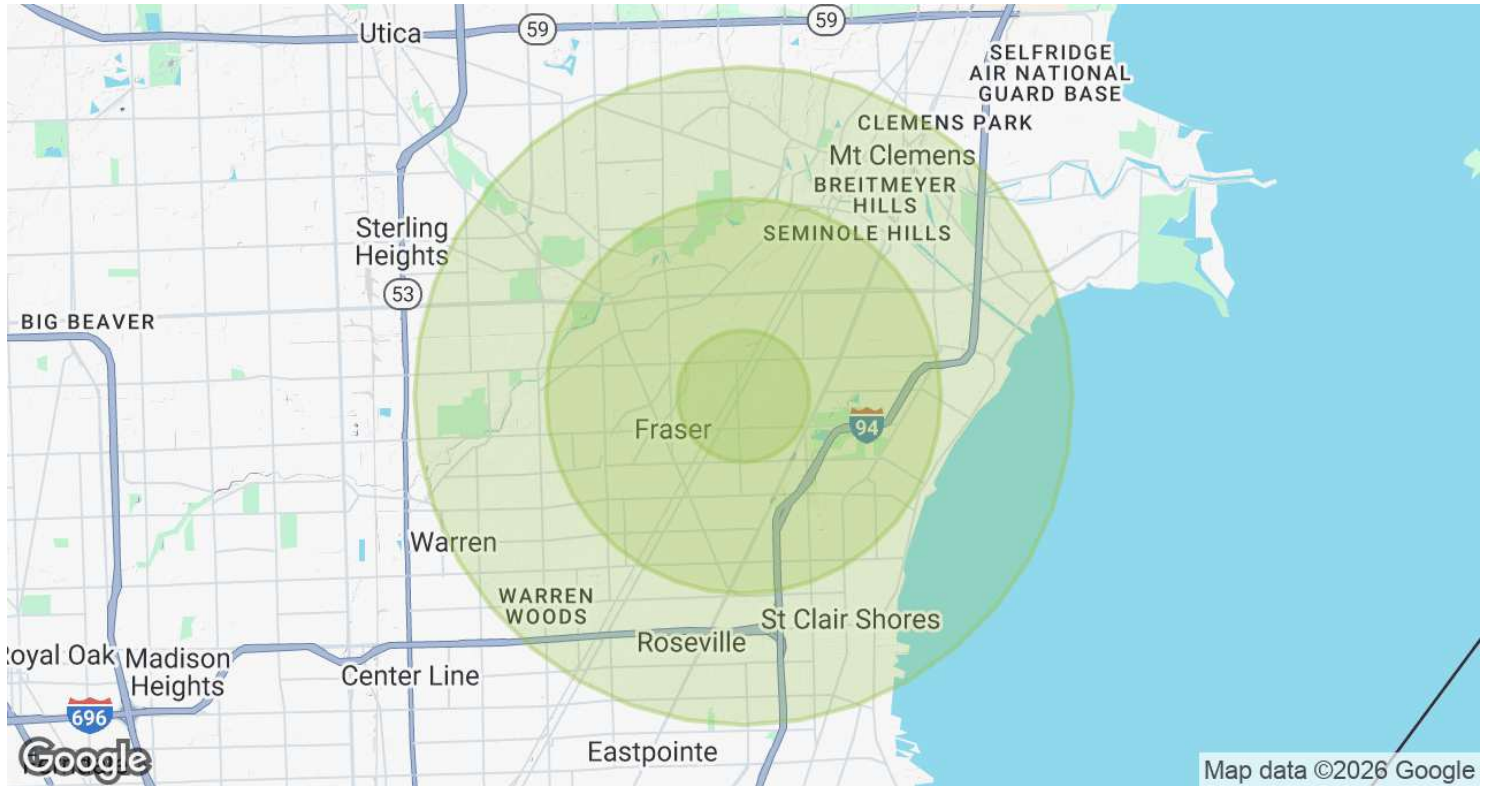 Utica
59
59
SELFRIDGE
AIR NATIONAL
GUARD BASE
CLEMENS PARK
Mt Clemens
BREITMEYER
HILLS
SEMINOLE HILLS
Sterling
Heights
53
BIG BEAVER
Fraser
94
Warren
WARREN
WOODS
St Clair Shores
Roseville
oyal Oak
Madison
Heights
Center Line
696
Eastpointe
Google
Map data ©2026 Google